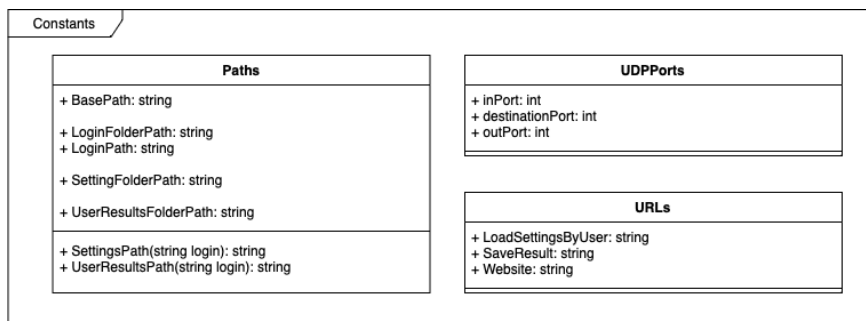 Constants
Paths
+ BasePath: string
+ LoginFolderPath: string
+ LoginPath: string
+ SettingFolderPath: string
+ UserResultsFolderPath: string
+ SettingsPath(string login): string
+ UserResultsPath(string login): string
UDPPorts
+ inPort: int
+ destinationPort: int
+ outPort: int
URLs
+ LoadSettingsByUser: string
+ SaveResult: string
+ Website: string